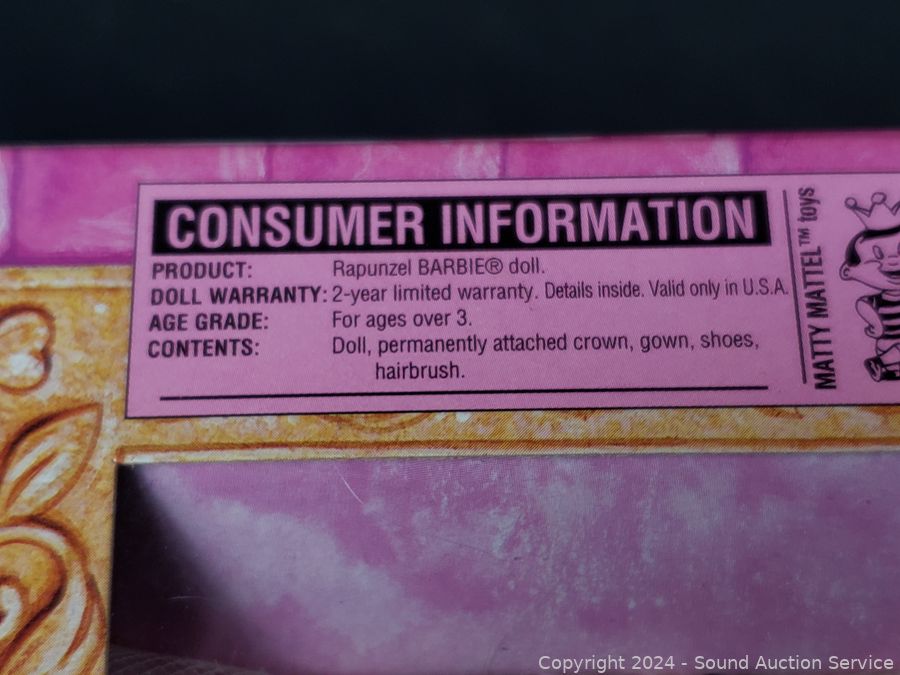 CONSUMER INFORMATION
PRODUCT: Rapunzel BARBIE® doll.
DOLL WARRANTY: 2-year limited warranty. Details inside. Valid only in U.S.A.
AGE GRADE: For ages over 3.
CONTENTS: Doll, permanently attached crown, gown, shoes,
hairbrush.
MATTY MATTEL™ toys
Copyright 2024 - Sound Auction Service